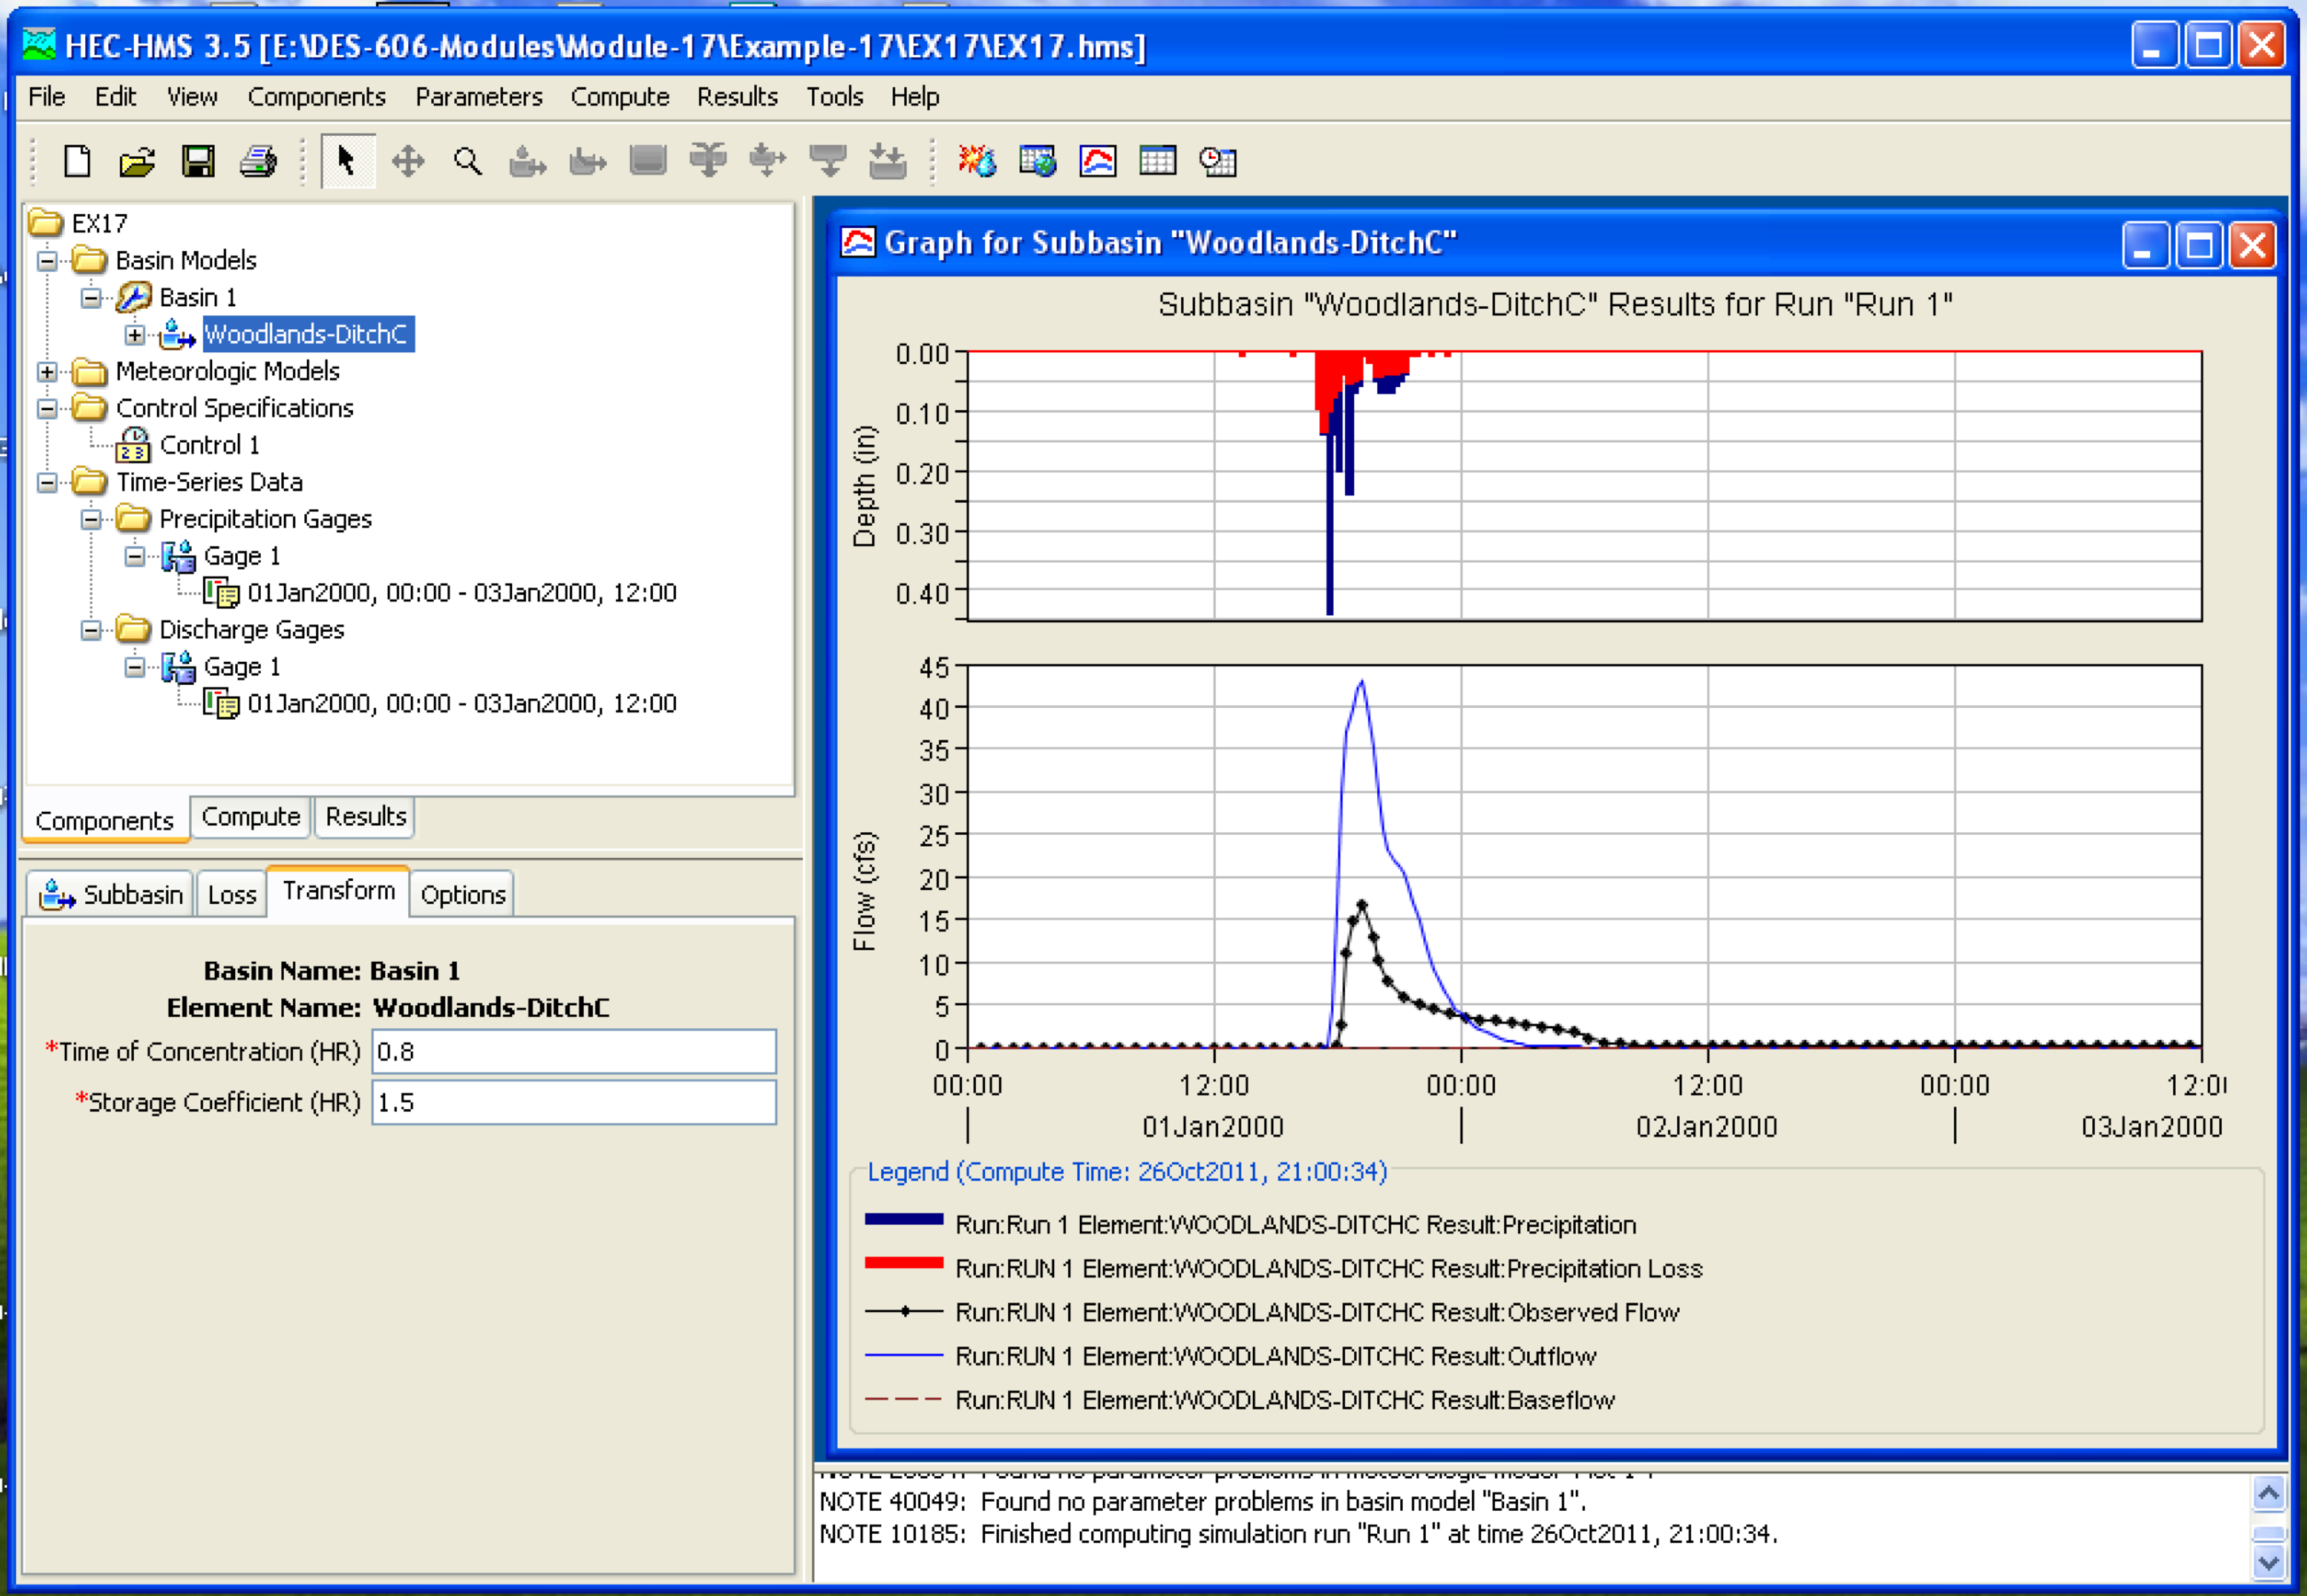 HEC-HMS 3.5 [E:\DES-606-Modules\Module-17\Example-17\EX17\EX17.hms]
File Edit View Components Parameters Compute Results Tools Help
EX17
Basin Models
Basin 1
Woodlands-DitchC
Meteorologic Models
Control Specifications
Control 1
Time-Series Data
Precipitation Gages
Gage 1
01Jan2000, 00:00 - 03Jan2000, 12:00
Discharge Gages
Gage 1
01Jan2000, 00:00 - 03Jan2000, 12:00
Components Compute Results
Subbasin Loss Transform Options
Basin Name: Basin 1
Element Name: Woodlands-DitchC
*Time of Concentration (HR) 0.8
*Storage Coefficient (HR) 1.5
Graph for Subbasin "Woodlands-DitchC"
Subbasin "Woodlands-DitchC" Results for Run "Run 1"
Depth (in)
0.00
0.10
0.20
0.30
0.40
Flow (cfs)
45
40
35
30
25
20
15
10
5
0
00:00 12:00 00:00 12:00 00:00 12:0
01Jan2000 02Jan2000 03Jan2000
Legend (Compute Time: 26Oct2011, 21:00:34)
Run:Run 1 Element:WOODLANDS-DITCHC Result:Precipitation
Run:RUN 1 Element:WOODLANDS-DITCHC Result:Precipitation Loss
Run:RUN 1 Element:WOODLANDS-DITCHC Result:Observed Flow
Run:RUN 1 Element:WOODLANDS-DITCHC Result:Outflow
Run:RUN 1 Element:WOODLANDS-DITCHC Result:Baseflow
NOTE 40049: Found no parameter problems in basin model "Basin 1".
NOTE 10185: Finished computing simulation run "Run 1" at time 26Oct2011, 21:00:34.